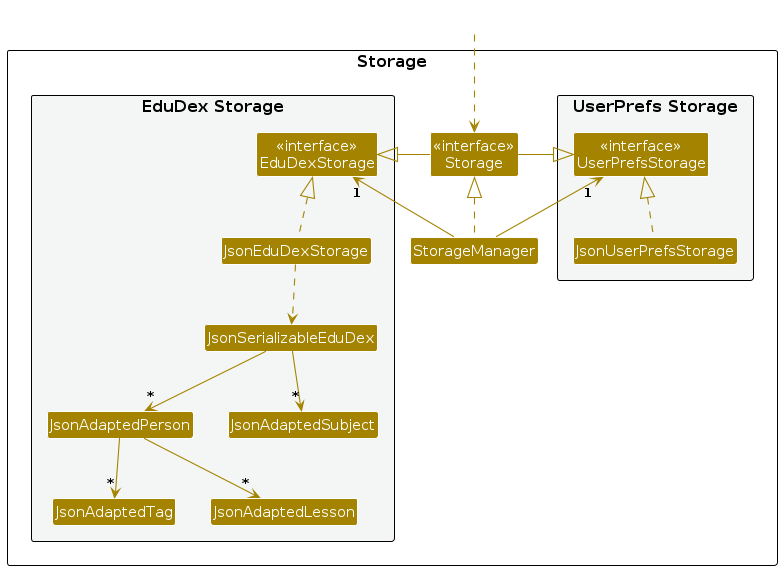 Storage
EduDex Storage
UserPrefs Storage
«interface»
EduDexStorage
«interface»
Storage
«interface»
UserPrefsStorage
1
1
JsonEduDexStorage
StorageManager
JsonUserPrefsStorage
JsonSerializableEduDex
*
*
JsonAdaptedPerson
JsonAdaptedSubject
*
*
JsonAdaptedTag
JsonAdaptedLesson